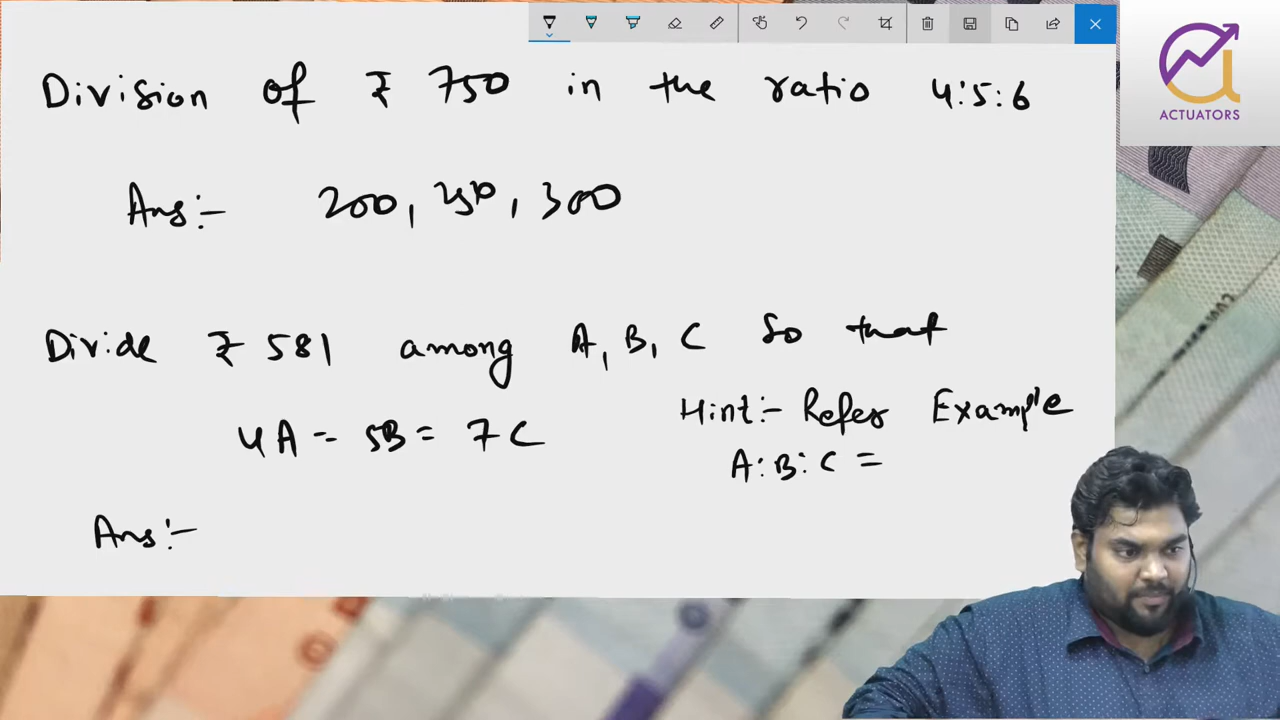 Division of ₹ 750 in the ratio 4:5:6
ACTUATORS
Ans:- 200, 250, 300
Divide ₹ 581 among A, B, C So that
4A = 5B = 7C
Hint:- Refer Example
A:B:C =
Ans:-